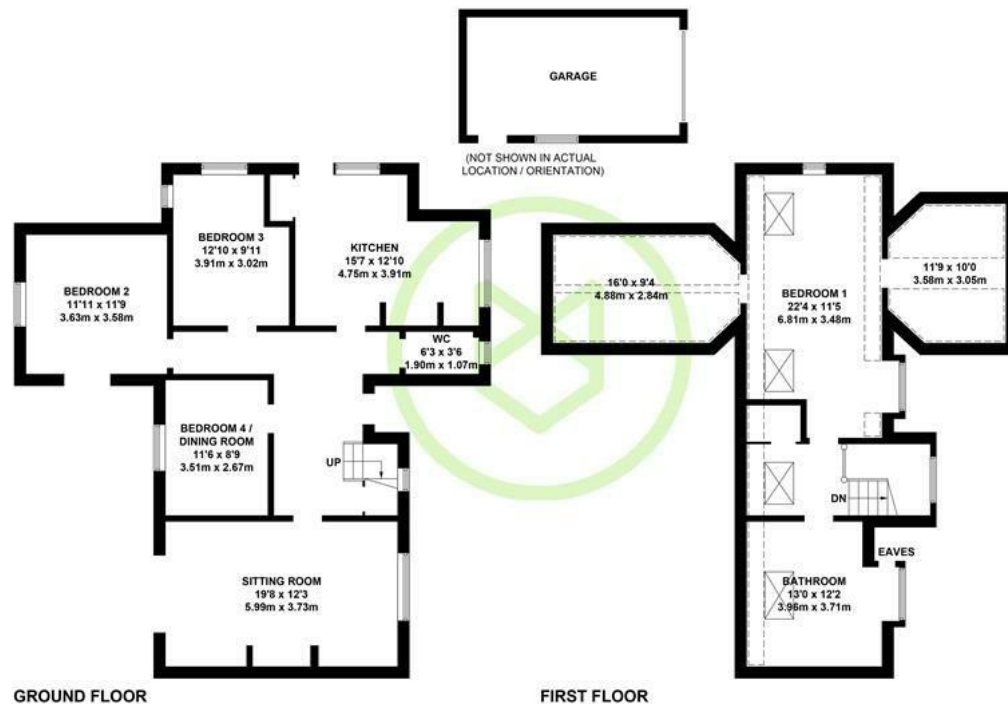 GARAGE
(NOT SHOWN IN ACTUAL
LOCATION / ORIENTATION)
BEDROOM 3
12'10 x 9'11
3.91m x 3.02m
KITCHEN
15'7 x 12'10
4.75m x 3.91m
BEDROOM 2
11'11 x 11'9
3.63m x 3.58m
WC
6'3 x 3'6
1.90m x 1.07m
BEDROOM 4 /
DINING ROOM
11'6 x 8'9
3.51m x 2.67m
UP
SITTING ROOM
19'8 x 12'3
5.99m x 3.73m
GROUND FLOOR
16'0 x 9'4
4.88m x 2.84m
BEDROOM 1
22'4 x 11'5
6.81m x 3.48m
11'9 x 10'0
3.58m x 3.05m
DN
EAVES
BATHROOM
13'0 x 12'2
3.96m x 3.71m
FIRST FLOOR